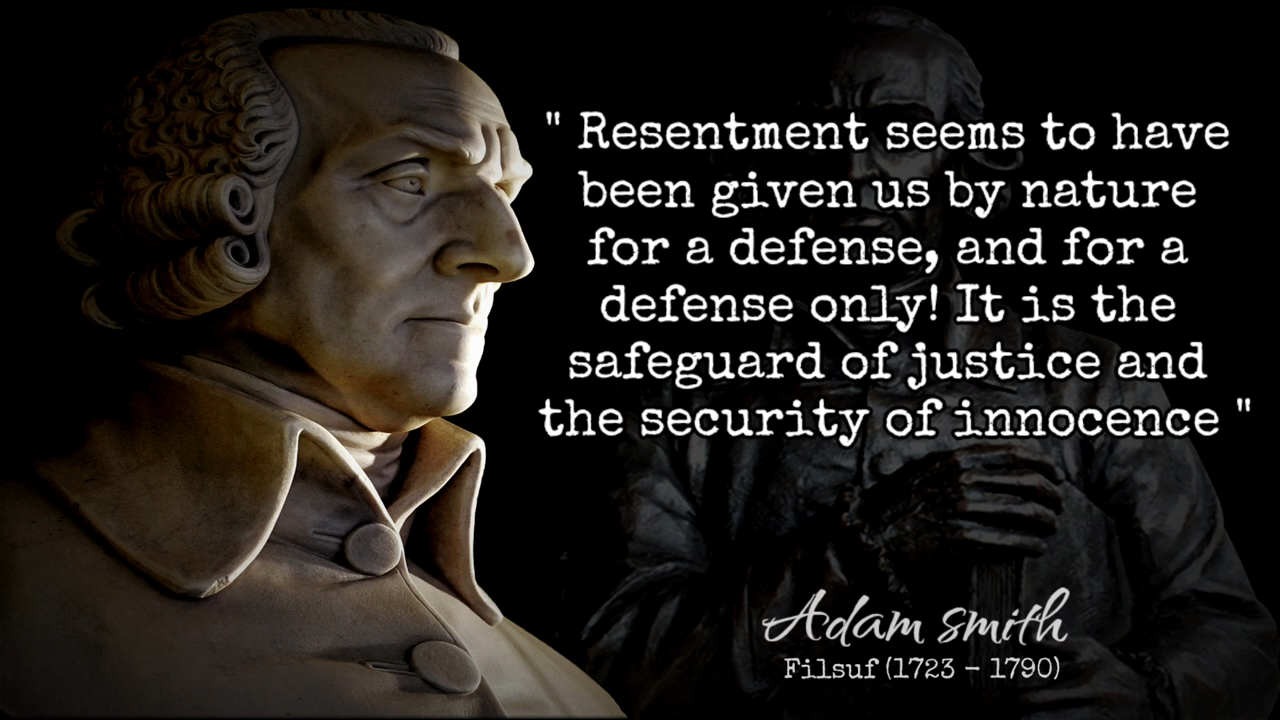 " Resentment seems to have
been given us by nature
for a defense, and for a
defense only! It is the
safeguard of justice and
the security of innocence "
Adam smith
Filsuf (1723 - 1790)